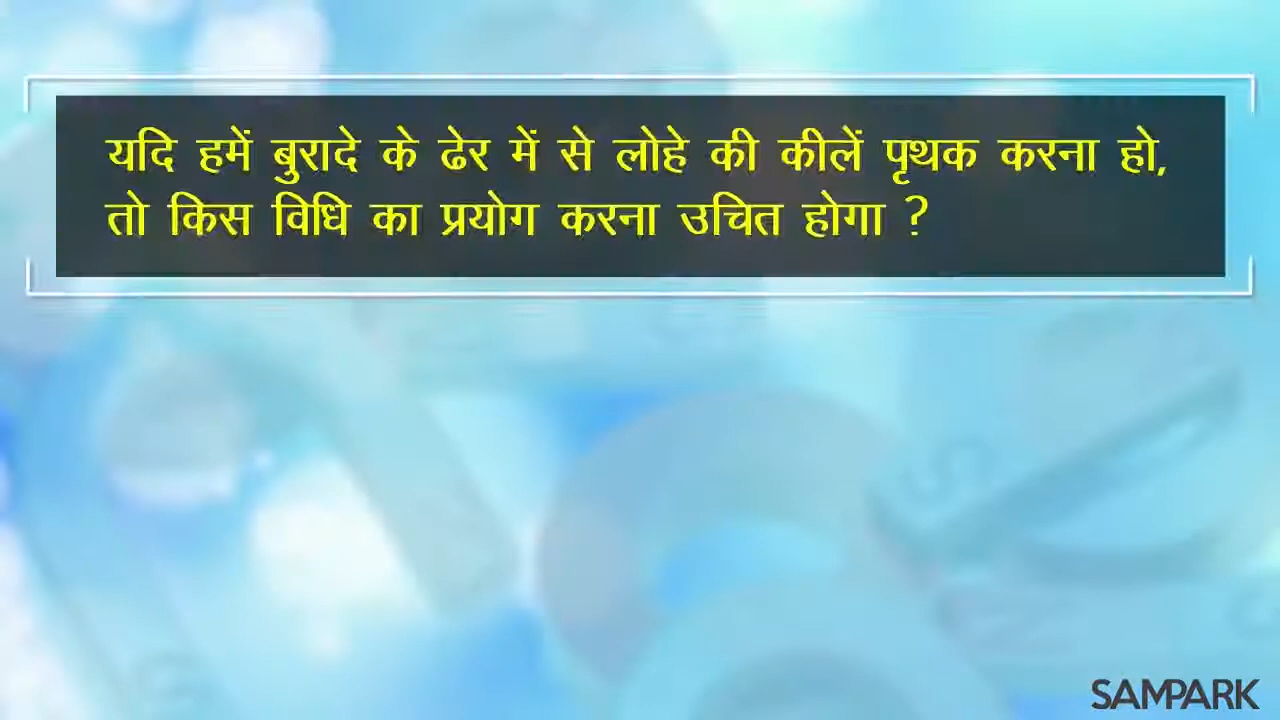 यदि हमें बुरादे के ढेर में से लोहे की कीलें पृथक करना हो,
तो किस विधि का प्रयोग करना उचित होगा ?
SAMPARK